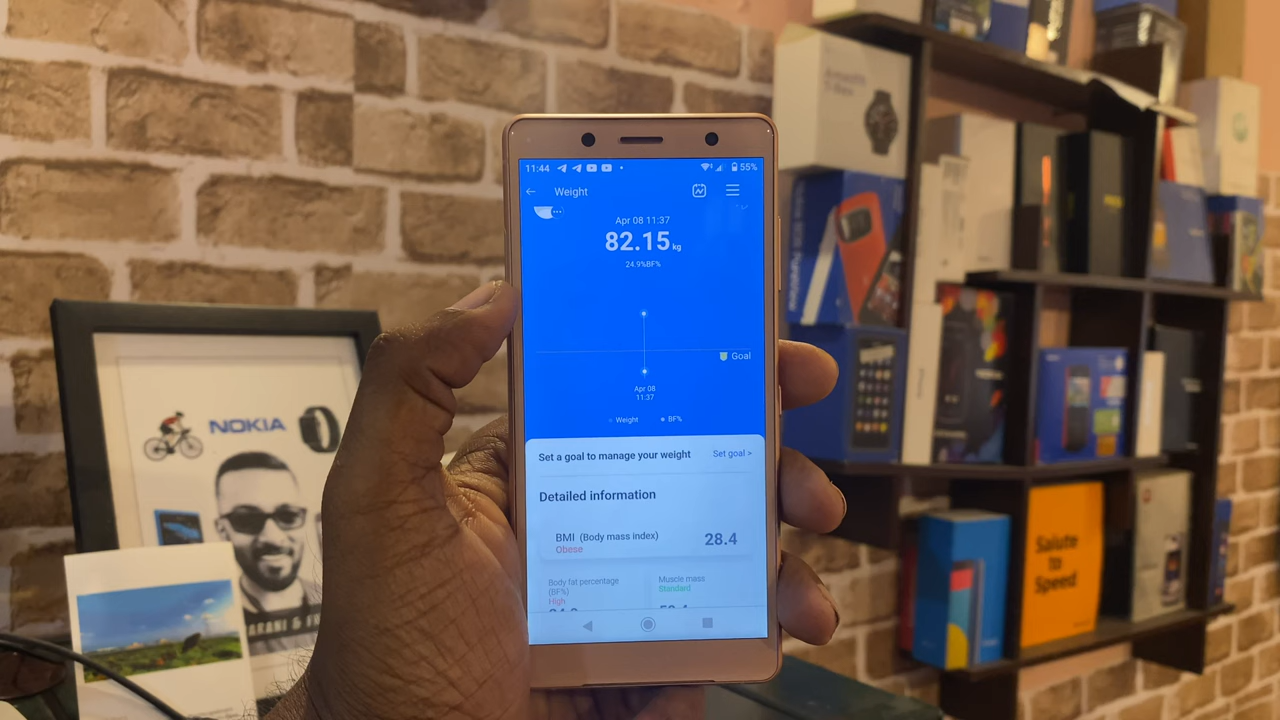 11:44
55%
Weight
Apr 08 11:37
82.15 kg
24.9%BF%
Goal
Apr 08
11:37
Weight
BF%
Set a goal to manage your weight
Set goal >
Detailed information
BMI (Body mass index)
28.4
Obese
Body fat percentage
(BF%)
High
Muscle mass
Standard
NOKIA
ARANI &
Salute
to
Speed